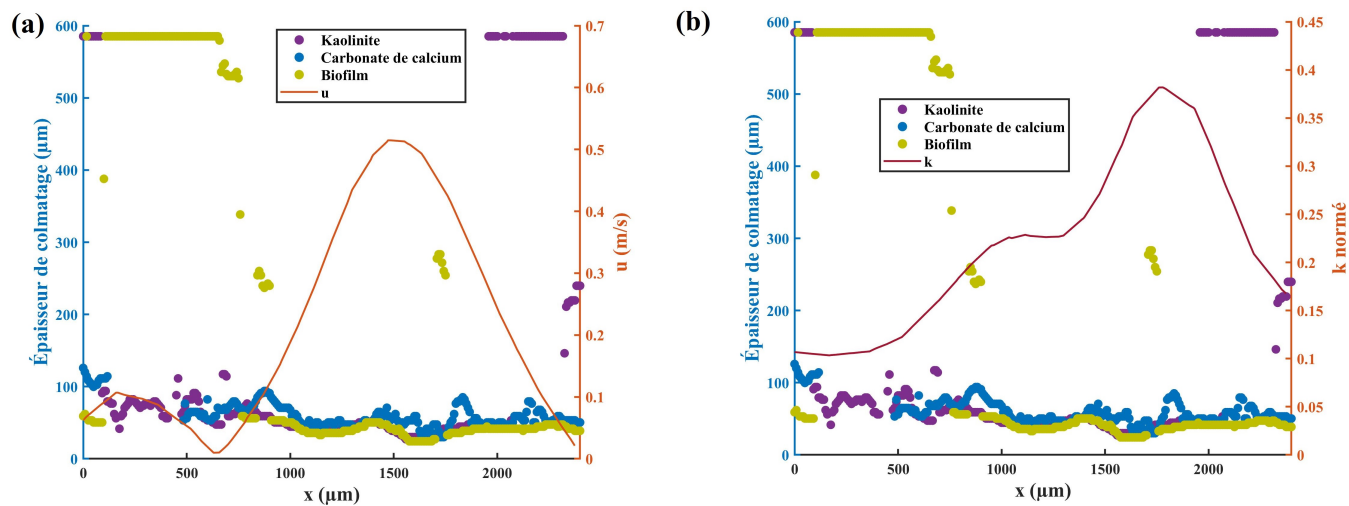 (a)
600
500
400
300
200
100
0
Épaisseur de colmatage (µm)
0
500
1000
1500
2000
x (µm)
0.7
0.6
0.5
0.4
0.3
0.2
0.1
0
u (m/s)
Kaolinite
Carbonate de calcium
Biofilm
u
(b)
600
500
400
300
200
100
0
Épaisseur de colmatage (µm)
0
500
1000
1500
2000
x (µm)
0.45
0.4
0.35
0.3
0.25
0.2
0.15
0.1
0.05
0
k normé
Kaolinite
Carbonate de calcium
Biofilm
k